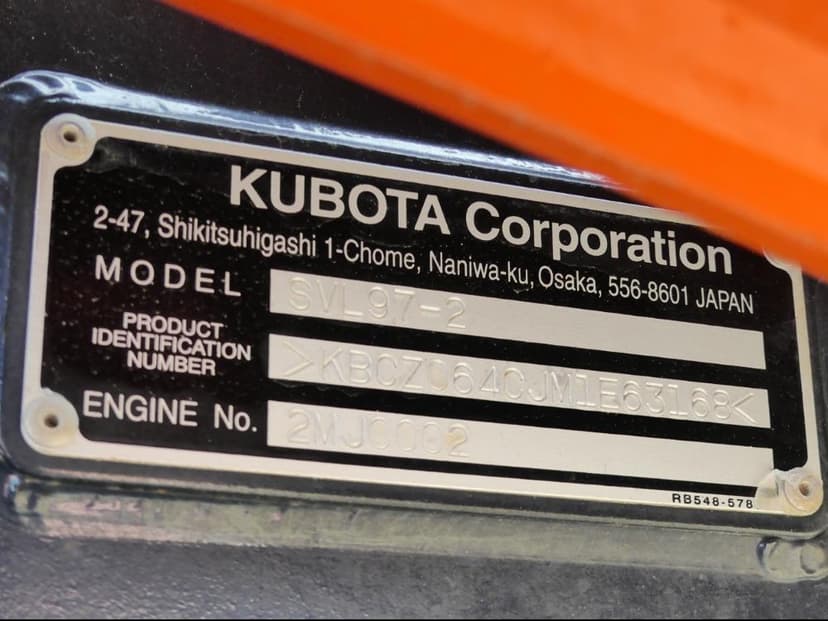 KUBOTA Corporation
2-47, Shikitsuhigashi 1-Chome, Naniwa-ku, Osaka, 556-8601 JAPAN
MODEL SVL97-2
PRODUCT
IDENTIFICATION
NUMBER
>KBCZ064CJM1E63168<
ENGINE No. 2MJ0002
RB548-578